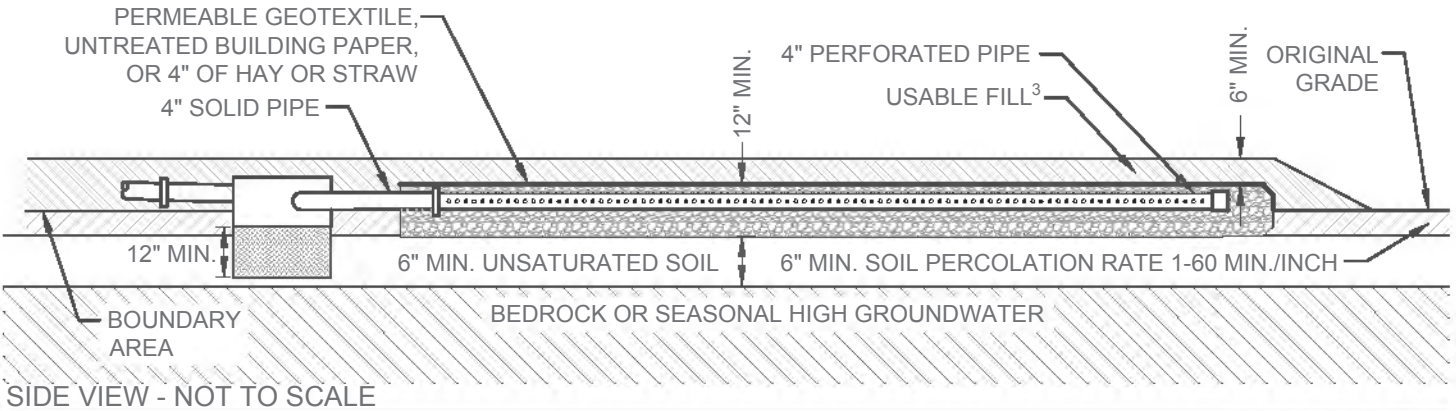 PERMEABLE GEOTEXTILE,
UNTREATED BUILDING PAPER,
OR 4" OF HAY OR STRAW
4" SOLID PIPE
12" MIN.
4" PERFORATED PIPE
USABLE FILL³
6" MIN.
ORIGINAL
GRADE
12" MIN.
6" MIN. UNSATURATED SOIL
6" MIN. SOIL PERCOLATION RATE 1-60 MIN./INCH
BOUNDARY
AREA
BEDROCK OR SEASONAL HIGH GROUNDWATER
SIDE VIEW - NOT TO SCALE